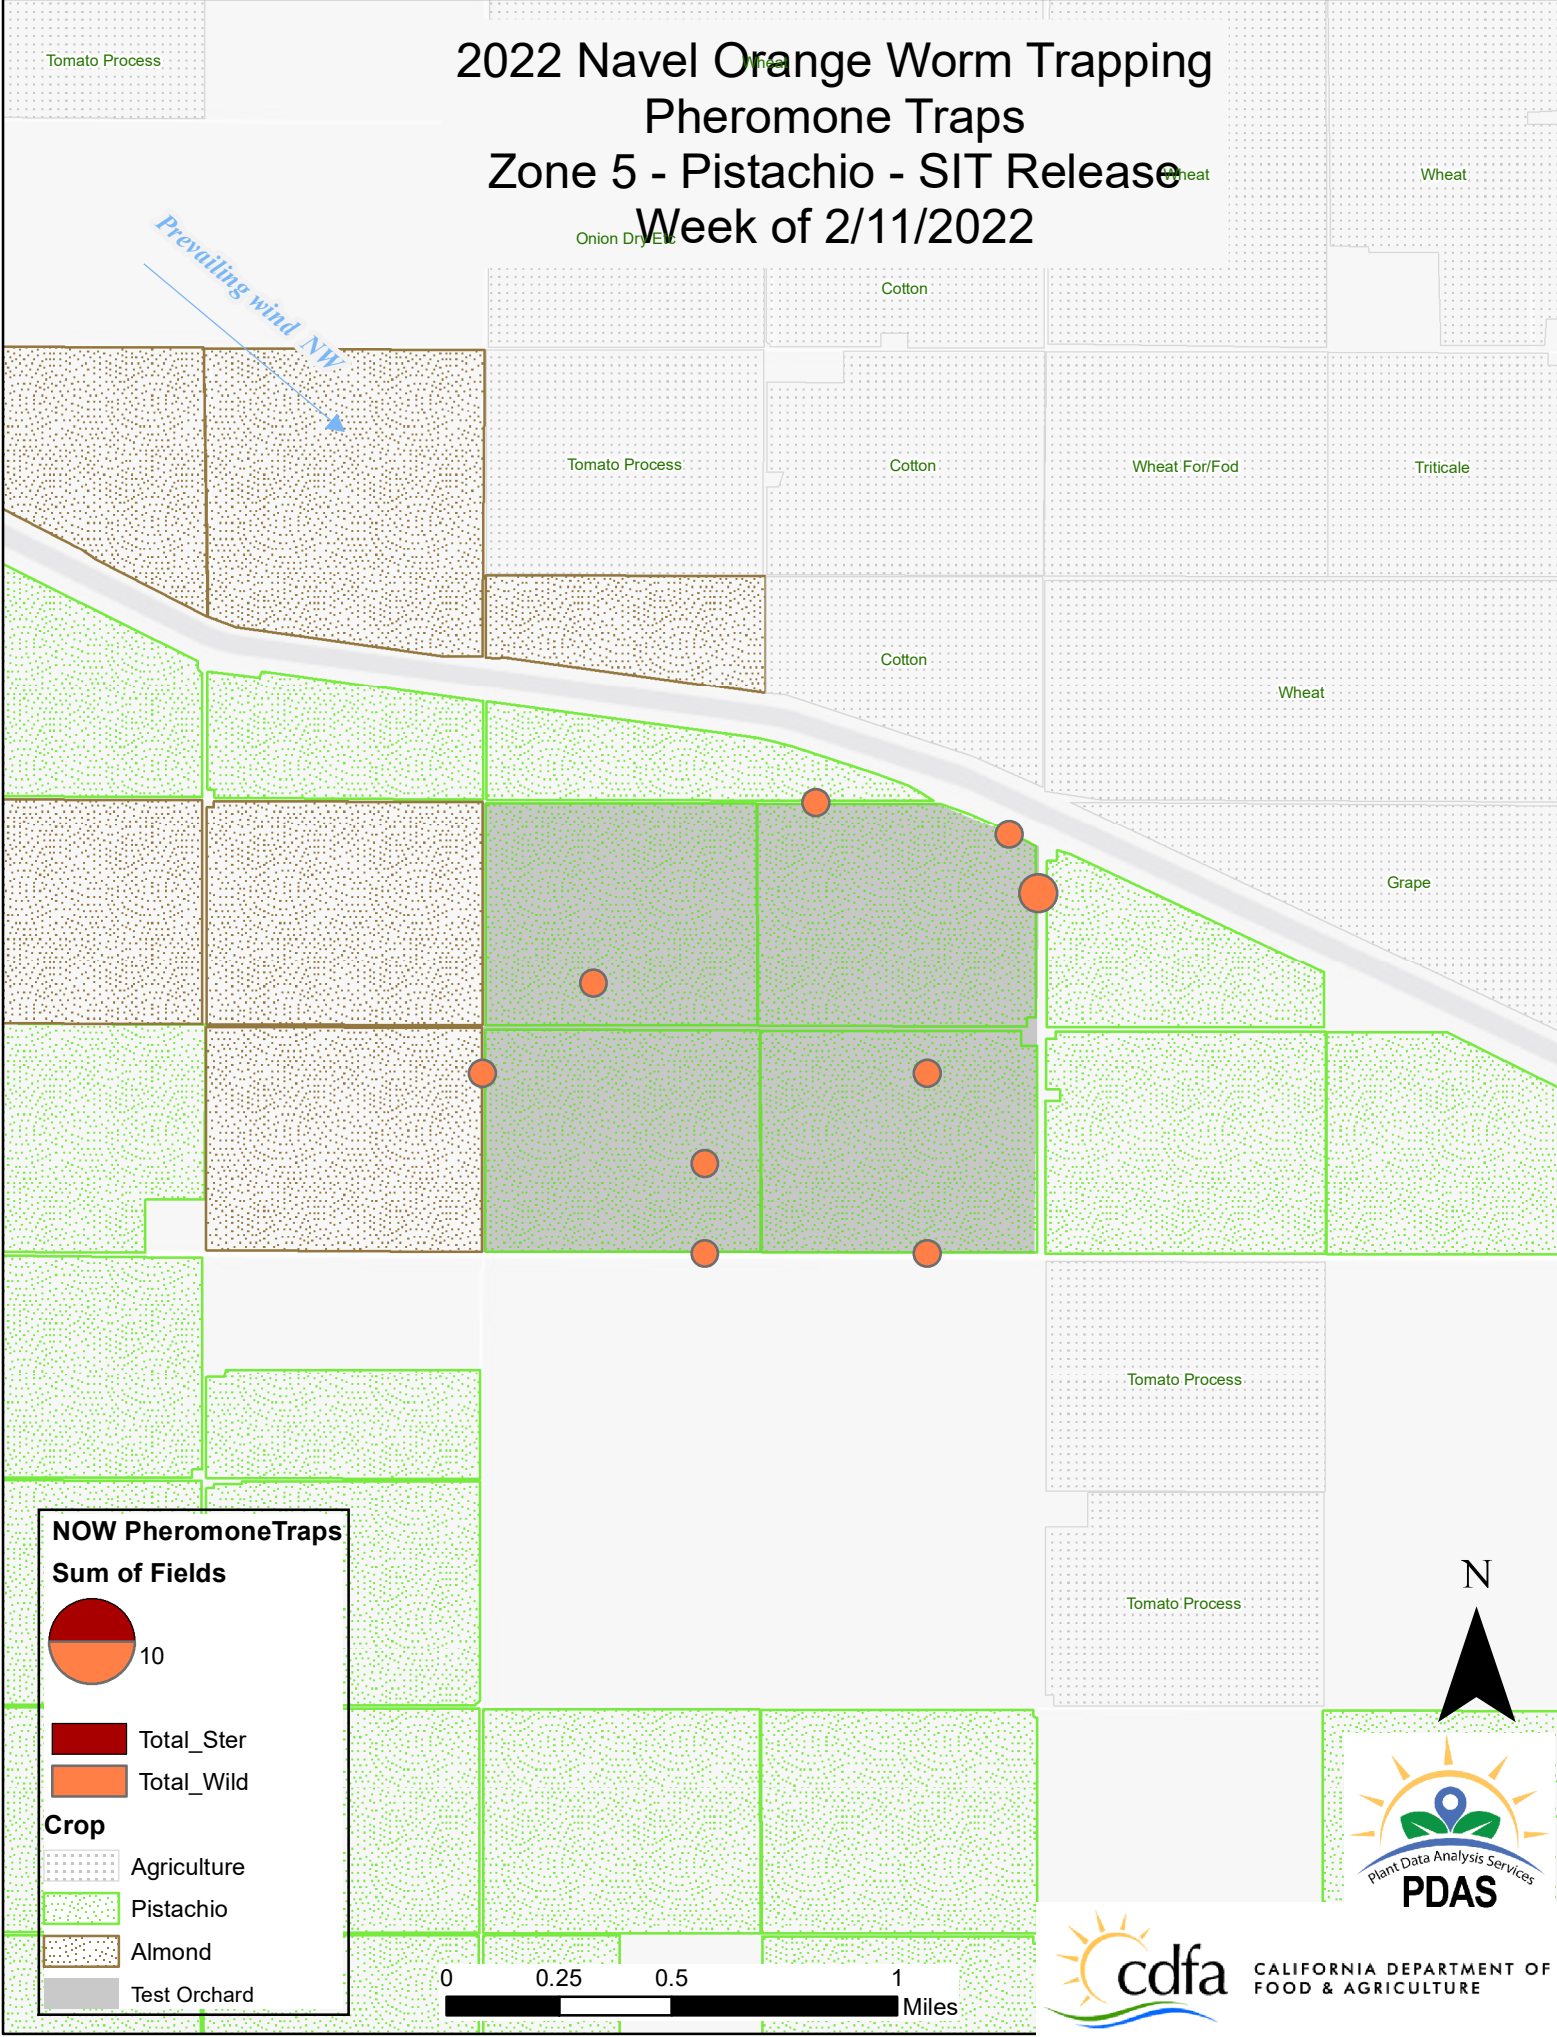 Tomato Process
2022 Navel Orange Worm Trapping
Wheat
Pheromone Traps
Zone 5 - Pistachio - SIT Release
Wheat
Wheat
Week of 2/11/2022
Onion Dry Etc
Prevailing wind NW
Cotton
Tomato Process
Cotton
Wheat For/Fod
Triticale
Cotton
Wheat
Grape
Tomato Process
Tomato Process
NOW PheromoneTraps
Sum of Fields
10
Total_Ster
Total_Wild
Crop
Agriculture
Pistachio
Almond
Test Orchard
0 0.25 0.5 1
Miles
N
Plant Data Analysis Services
PDAS
cdfa
CALIFORNIA DEPARTMENT OF
FOOD & AGRICULTURE